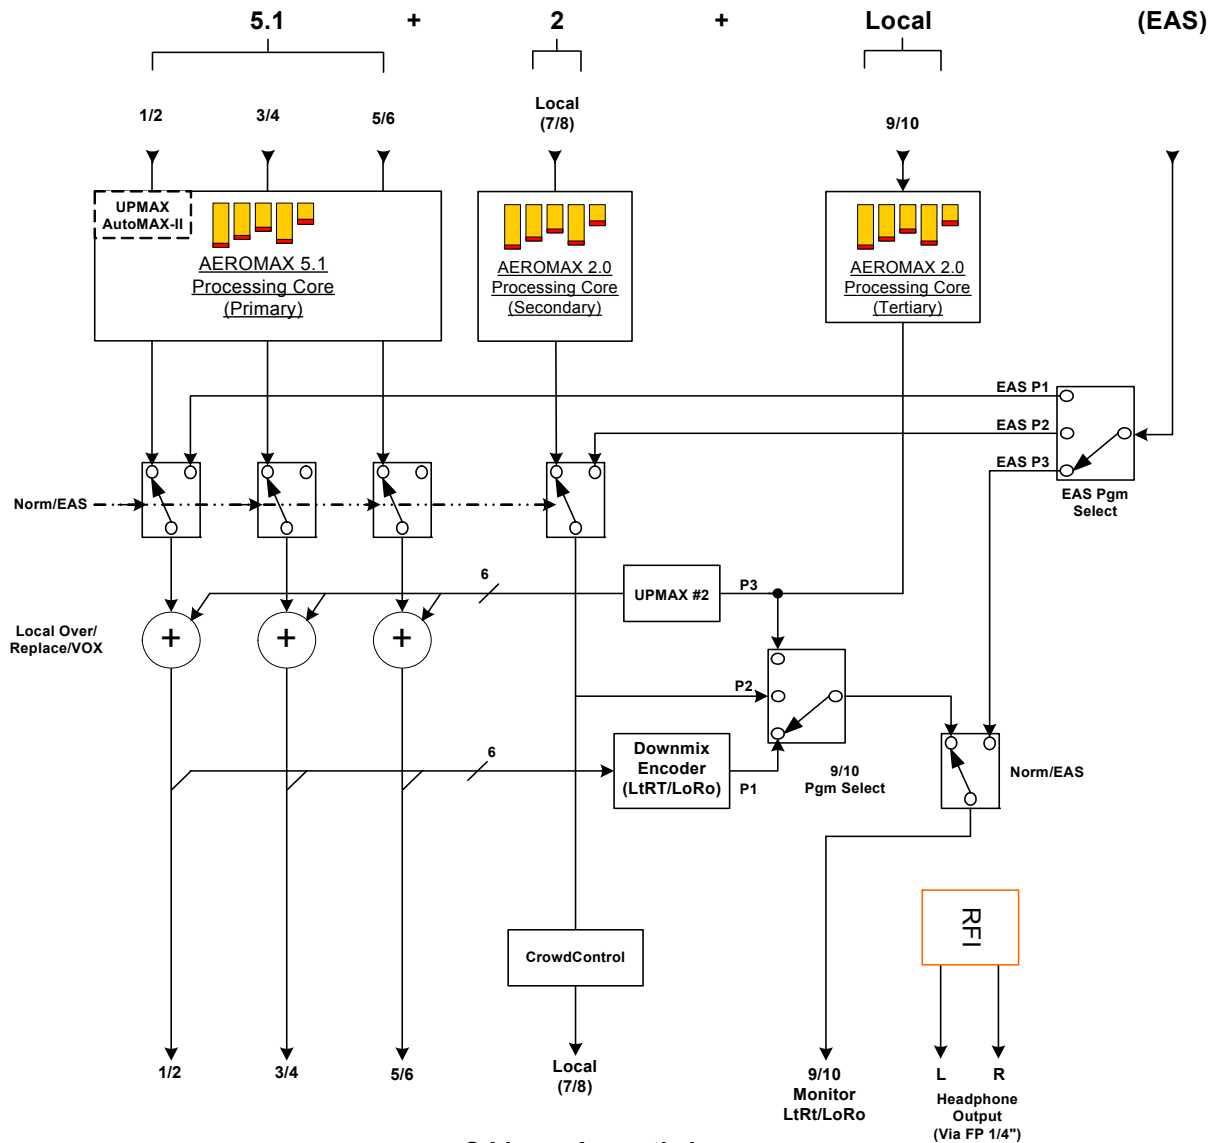 5.1 + 2 + Local (EAS)
1/2
3/4
5/6
Local
(7/8)
9/10
UPMAX
AutoMAX-II
AEROMAX 5.1
Processing Core
(Primary)
AEROMAX 2.0
Processing Core
(Secondary)
AEROMAX 2.0
Processing Core
(Tertiary)
EAS P1
EAS P2
EAS P3
EAS Pgm
Select
Norm/EAS
6
UPMAX #2
P3
Local Over/
Replace/VOX
+
+
+
P2
6
Downmix
Encoder
(LtRT/LoRo)
P1
9/10
Pgm Select
Norm/EAS
RFI
CrowdControl
1/2
3/4
5/6
Local
(7/8)
9/10
Monitor
LtRt/LoRo
L
R
Headphone
Output
(Via FP 1/4")